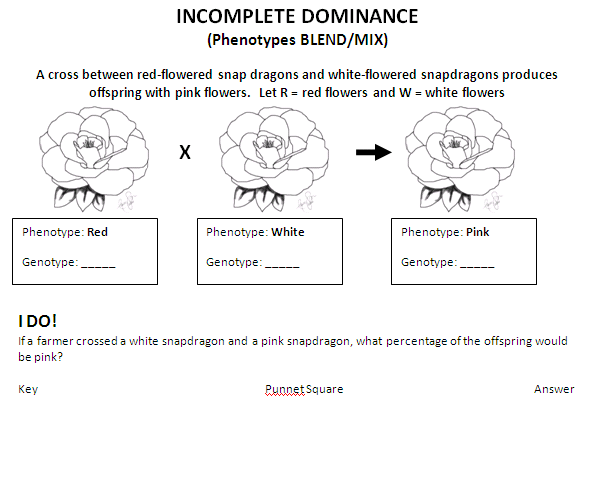 INCOMPLETE DOMINANCE
(Phenotypes BLEND/MIX)
A cross between red-flowered snap dragons and white-flowered snapdragons produces
offspring with pink flowers.  Let R = red flowers and W = white flowers
X
Phenotype: Red
Genotype: _____
Phenotype: White
Genotype: _____
Phenotype: Pink
Genotype: _____
I DO!
If a farmer crossed a white snapdragon and a pink snapdragon, what percentage of the offspring would
be pink?
Key
Punnet Square
Answer